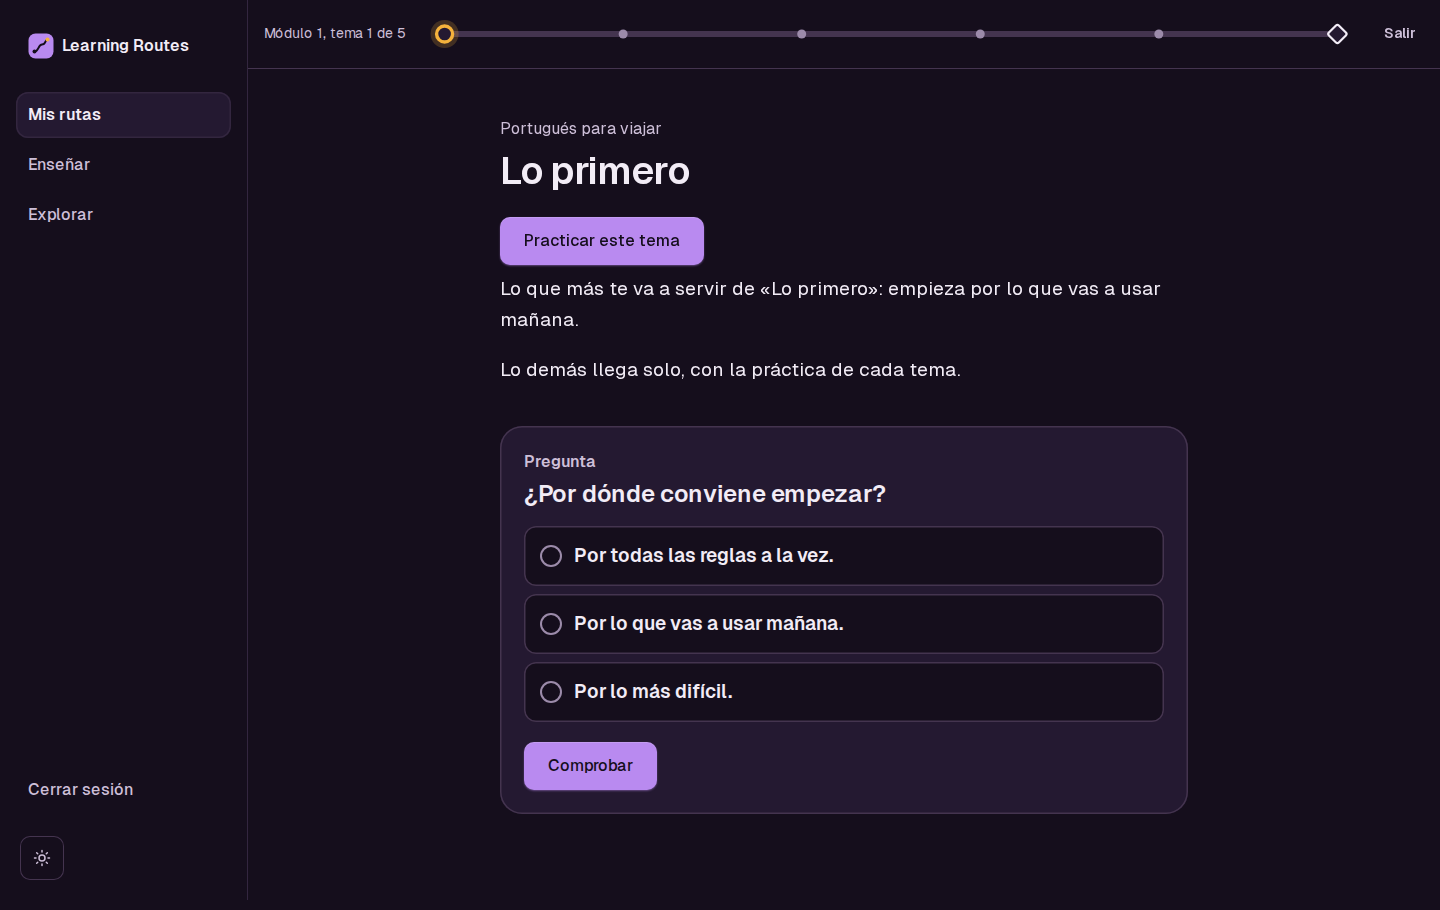 Learning Routes
Mis rutas
Enseñar
Explorar
Cerrar sesión
Módulo 1, tema 1 de 5
Salir
Portugués para viajar
Lo primero
Practicar este tema
Lo que más te va a servir de «Lo primero»: empieza por lo que vas a usar
mañana.
Lo demás llega solo, con la práctica de cada tema.
Pregunta
¿Por dónde conviene empezar?
Por todas las reglas a la vez.
Por lo que vas a usar mañana.
Por lo más difícil.
Comprobar